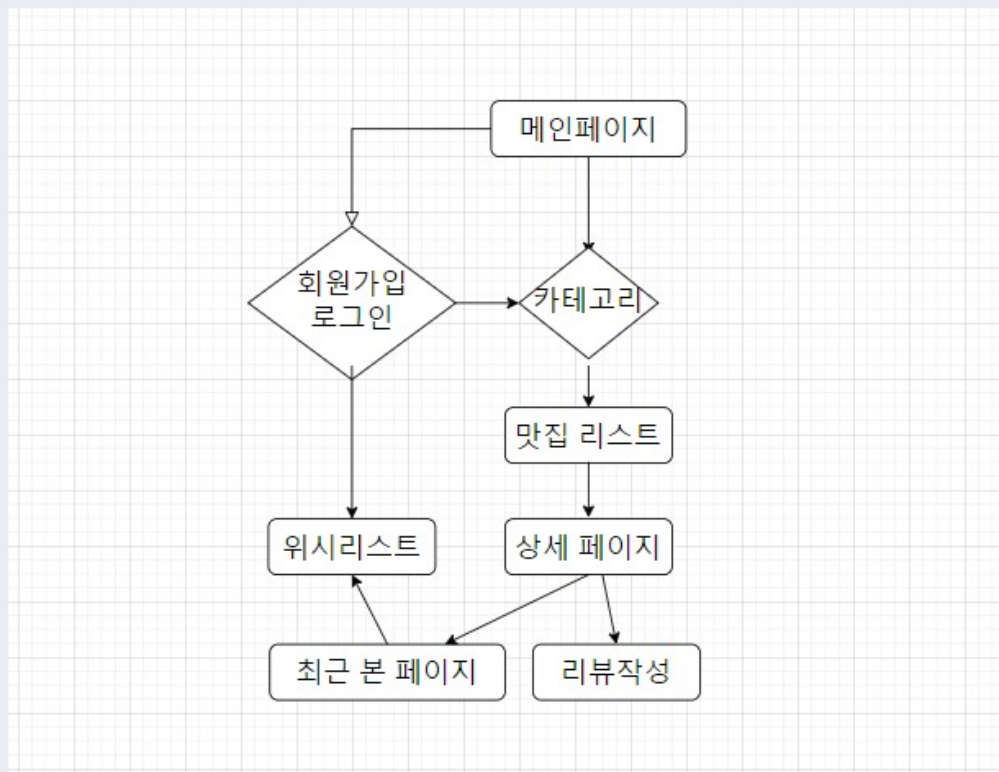 메인페이지
회원가입
로그인
카테고리
맛집 리스트
위시리스트
상세 페이지
최근 본 페이지
리뷰작성